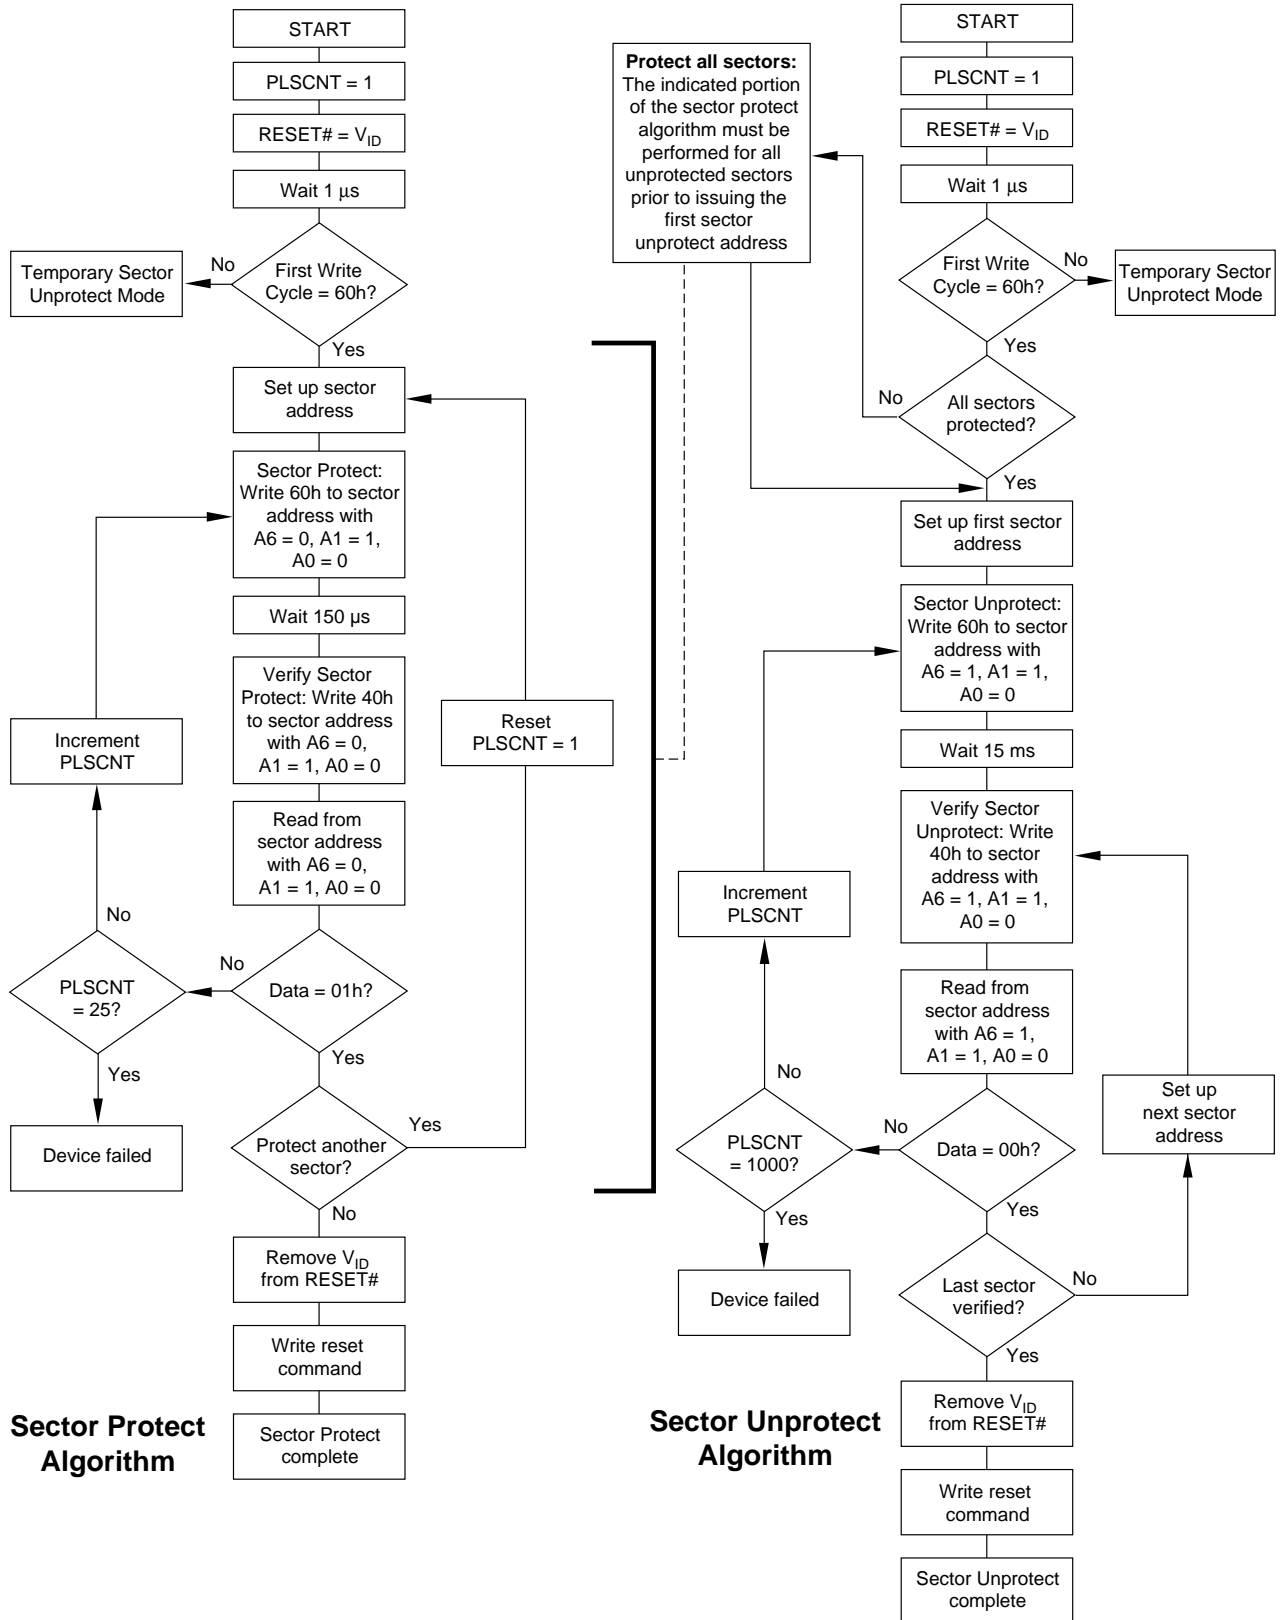 START
PLSCNT = 1
RESET# = VID
Wait 1 μs
First Write
Cycle = 60h?
No
Temporary Sector
Unprotect Mode
Yes
Set up sector
address
Sector Protect:
Write 60h to sector
address with
A6 = 0, A1 = 1,
A0 = 0
Wait 150 µs
Verify Sector
Protect: Write 40h
to sector address
with A6 = 0,
A1 = 1, A0 = 0
Reset
PLSCNT = 1
Increment
PLSCNT
Read from
sector address
with A6 = 0,
A1 = 1, A0 = 0
No
PLSCNT
= 25?
No
Data = 01h?
Yes
Yes
Device failed
Protect another
sector?
Yes
No
Remove VID
from RESET#
Write reset
command
Sector Protect
complete
Sector Protect
Algorithm
Protect all sectors:
The indicated portion
of the sector protect
algorithm must be
performed for all
unprotected sectors
prior to issuing the
first sector
unprotect address
START
PLSCNT = 1
RESET# = VID
Wait 1 μs
First Write
Cycle = 60h?
No
Temporary Sector
Unprotect Mode
Yes
No
All sectors
protected?
Yes
Set up first sector
address
Sector Unprotect:
Write 60h to sector
address with
A6 = 1, A1 = 1,
A0 = 0
Wait 15 ms
Verify Sector
Unprotect: Write
40h to sector
address with
A6 = 1, A1 = 1,
A0 = 0
Increment
PLSCNT
Read from
sector address
with A6 = 1,
A1 = 1, A0 = 0
No
PLSCNT
= 1000?
No
Data = 00h?
Set up
next sector
address
Yes
Yes
Device failed
Last sector
verified?
No
Yes
Remove VID
from RESET#
Write reset
command
Sector Unprotect
complete
Sector Unprotect
Algorithm